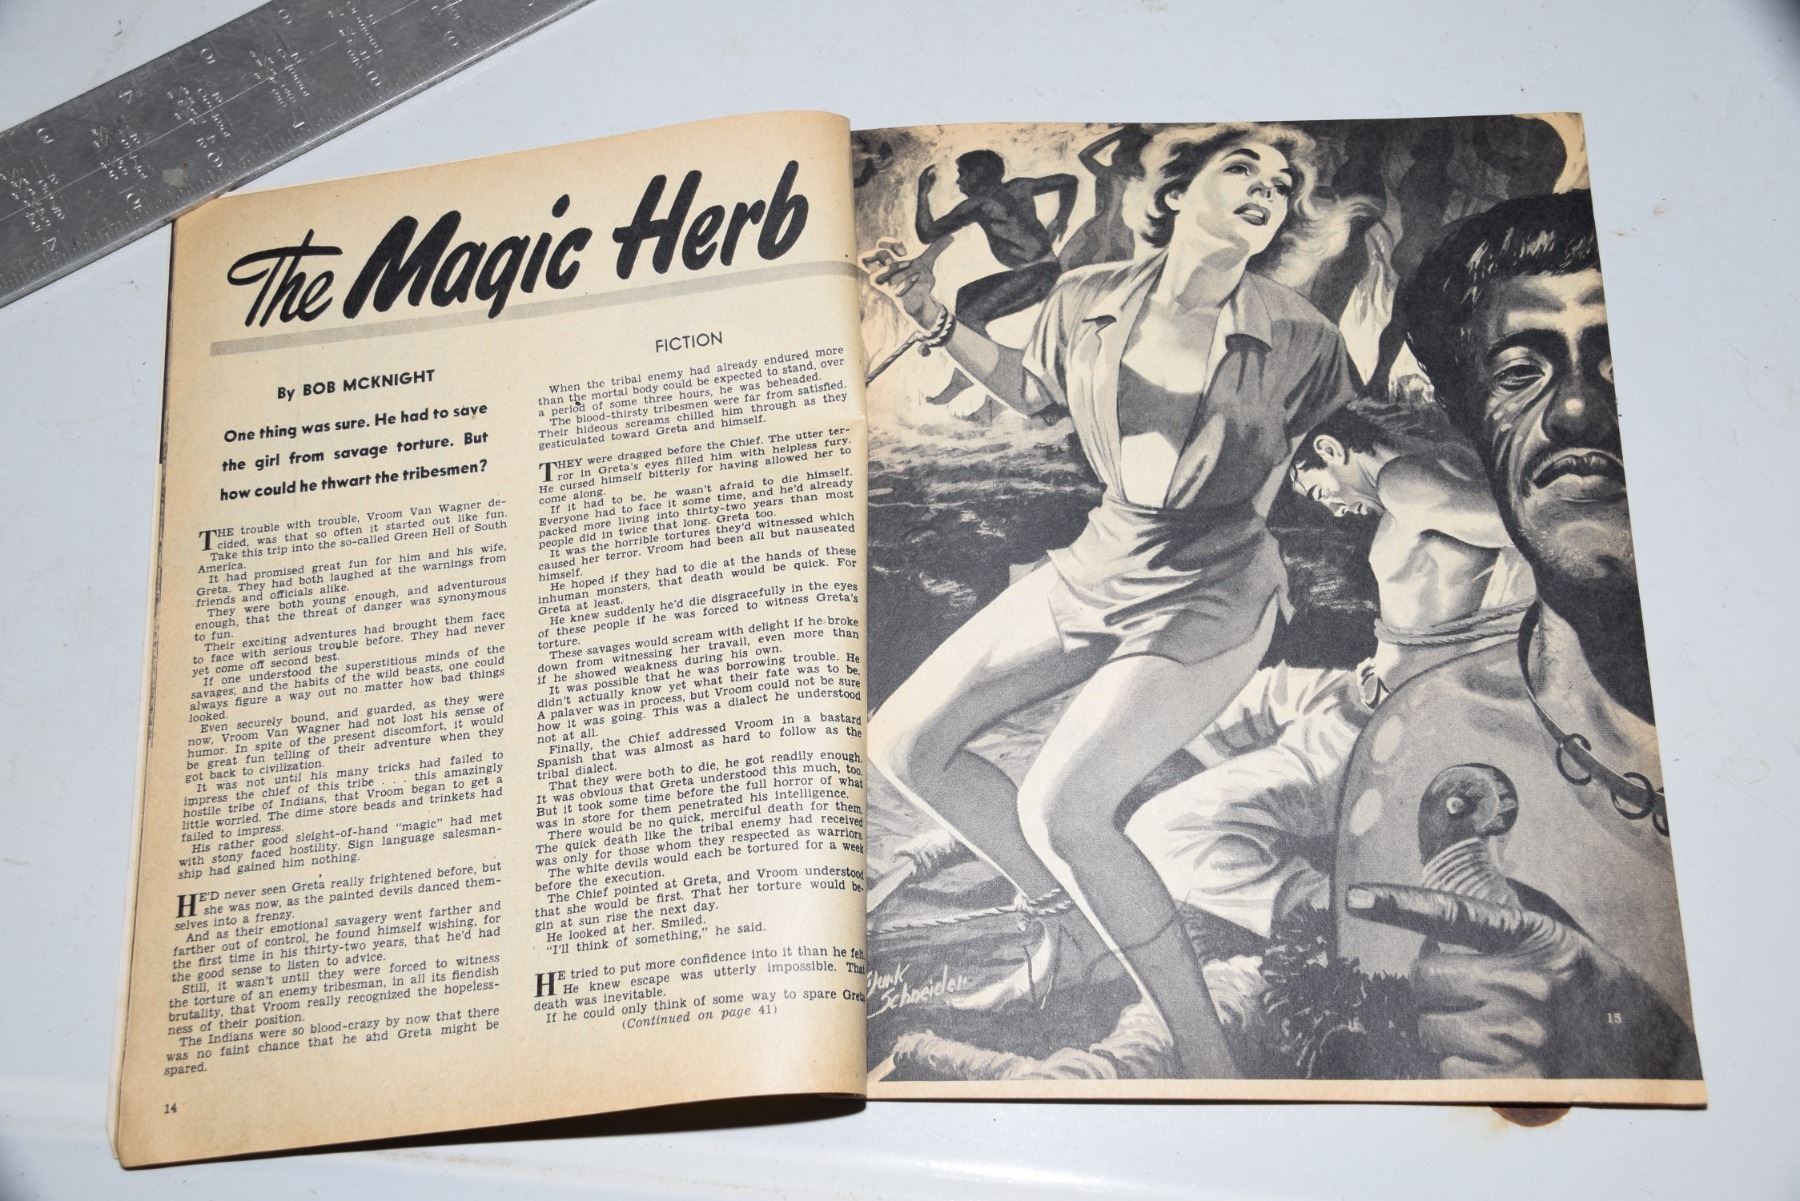 The Magic Herb
By BOB MCKNIGHT
One thing was sure. He had to save
the girl from savage torture. But
how could he thwart the tribesmen?
THE trouble with trouble, Vroom Van Wagner de-
cided, was that so often it started out like fun.
Take this trip into the so-called Green Hell of South
America.
It had promised great fun for him and his wife,
Greta. They had both laughed at the warnings from
friends and officials alike.
They were both young enough, and adventurous
enough, that the threat of danger was synonymous
to fun.
Their exciting adventures had brought them face
to face with serious trouble before. They had never
yet come off second best.
If one understood the superstitious minds of the
savages, and the habits of the wild beasts, one could
always figure a way out no matter how bad things
looked.
Even securely bound, and guarded, as they were
now, Vroom Van Wagner had not lost his sense of
humor. In spite of the present discomfort, it would
be great fun telling of their adventure when they
got back to civilization.
It was not until his many tricks had failed to
impress the chief of this tribe . . . this amazingly
hostile tribe of Indians, that Vroom began to get a
little worried. The dime store beads and trinkets had
failed to impress.
His rather good sleight-of-hand "magic" had met
with stony faced hostility. Sign language salesman-
ship had gained him nothing.
HE'D never seen Greta really frightened before, but
she was now, as the painted devils danced them-
selves into a frenzy.
And as their emotional savagery went farther and
farther out of control, he found himself wishing, for
the first time in his thirty-two years, that he'd had
the good sense to listen to advice.
Still, it wasn't until they were forced to witness
the torture of an enemy tribesman, in all its fiendish
brutality, that Vroom really recognized the hopeless-
ness of their position.
The Indians were so blood-crazy by now that there
was no faint chance that he and Greta might be
spared.
14
FICTION
When the tribal enemy had already endured more
than the mortal body could be expected to stand, over
a period of some three hours, he was beheaded.
The blood-thirsty tribesmen were far from satisfied.
Their hideous screams chilled him through as they
gesticulated toward Greta and himself.
THEY were dragged before the Chief. The utter ter-
ror in Greta's eyes filled him with helpless fury.
He cursed himself bitterly for having allowed her to
come along.
If it had to be, he wasn't afraid to die himself.
Everyone had to face it some time, and he'd already
packed more living into thirty-two years than most
people did in twice that long. Greta too.
It was the horrible tortures they'd witnessed which
caused her terror. Vroom had been all but nauseated
himself.
He hoped if they had to die at the hands of these
inhuman monsters, that death would be quick. For
Greta at least.
He knew suddenly he'd die disgracefully in the eyes
of these people if he was forced to witness Greta's
torture.
These savages would scream with delight if he broke
down from witnessing her travail, even more than
if he showed weakness during his own.
It was possible that he was borrowing trouble. He
didn't actually know yet what their fate was to be.
A palaver was in process, but Vroom could not be sure
how it was going. This was a dialect he understood
not at all.
Finally, the Chief addressed Vroom in a bastard
Spanish that was almost as hard to follow as the
tribal dialect.
That they were both to die, he got readily enough.
It was obvious that Greta understood this much, too.
But it took some time before the full horror of what
was in store for them penetrated his intelligence.
There would be no quick, merciful death for them.
The quick death like the tribal enemy had received
was only for those whom they respected as warriors.
The white devils would each be tortured for a week
before the execution.
The Chief pointed at Greta, and Vroom understood
that she would be first. That her torture would be-
gin at sun rise the next day.
He looked at her. Smiled.
"I'll think of something," he said.
HE tried to put more confidence into it than he felt.
He knew escape was utterly impossible. That
death was inevitable.
If he could only think of some way to spare Greta
(Continued on page 41)
Schneider
15